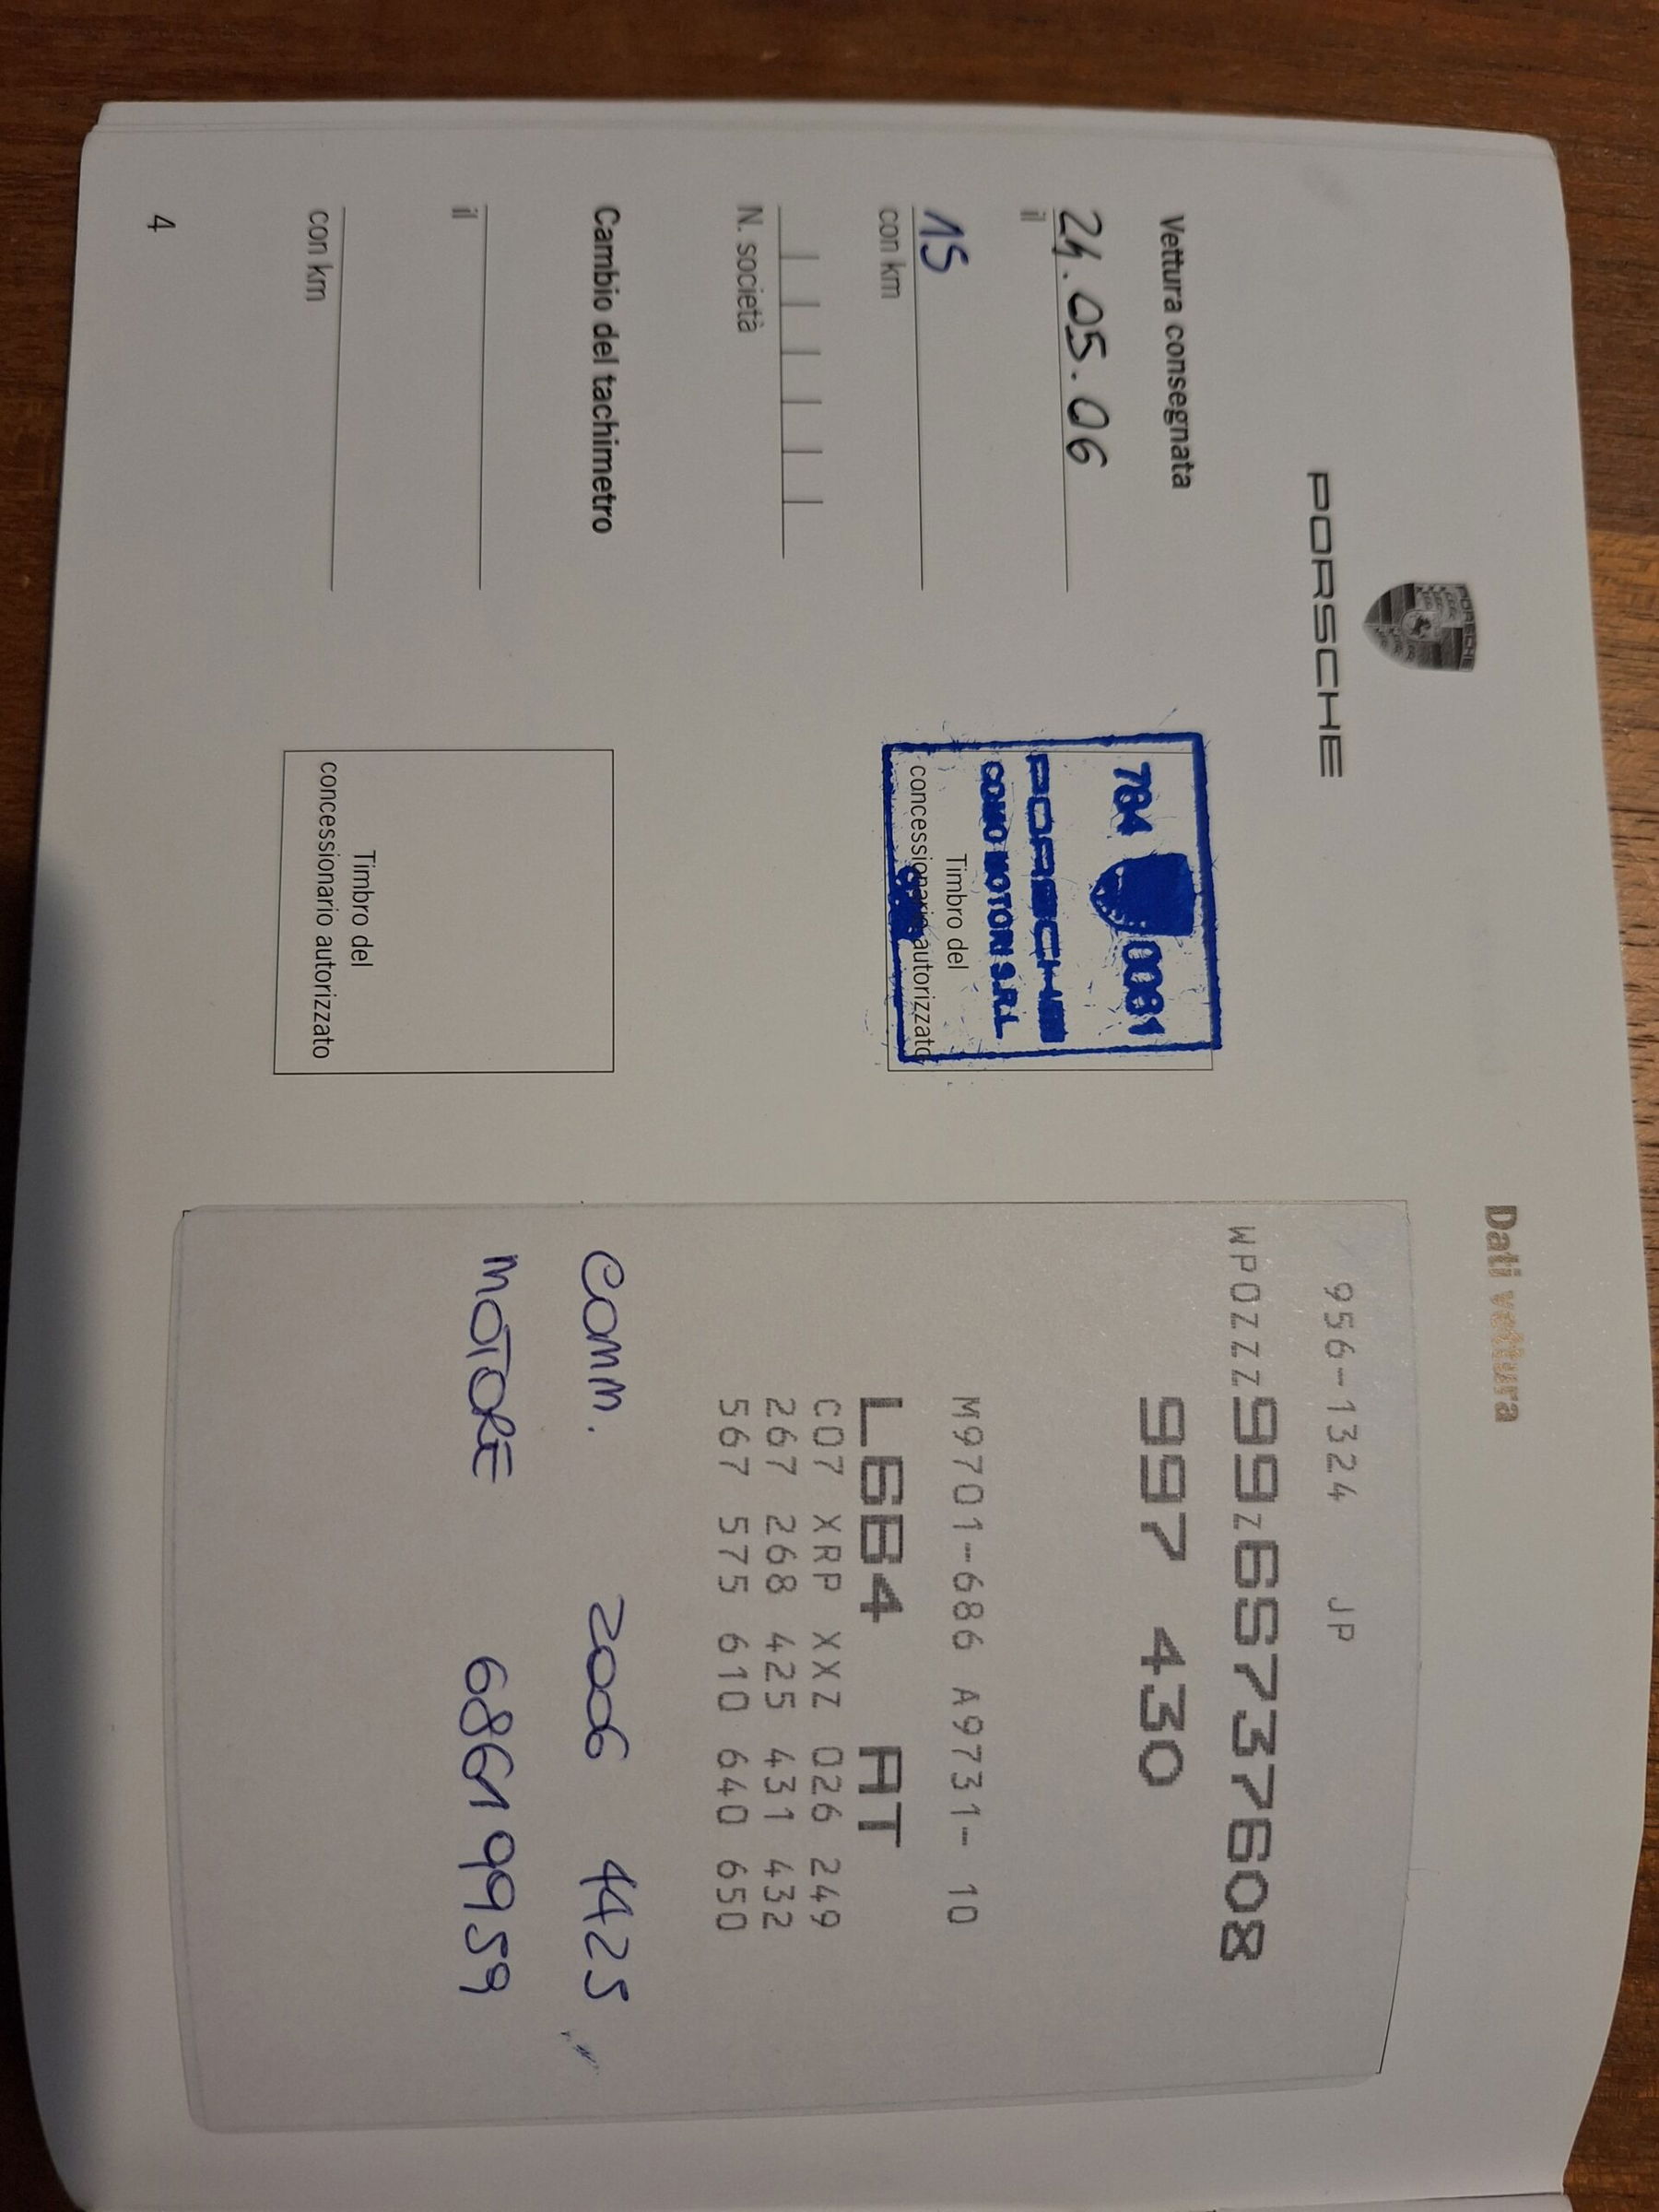 PORSCHE
PORSCHE
Vettura consegnata
24.05.06
il
15
con km
N. società
764 0081
PORSCHE
COMO MOTORI S.R.L
Timbro del
concessionario autorizzato
Cambio del tachimetro
il
con km
Timbro del
concessionario autorizzato
4
Dati vettura
956-1324 JP
WP0ZZZ99Z6S737608
997 430
M9701-686 A9731- 10
L6B4 AT
C07 XRP XXZ 026 249
267 268 425 431 432
567 575 610 640 650
COMM. 2006 4425
MOTORE 68619959